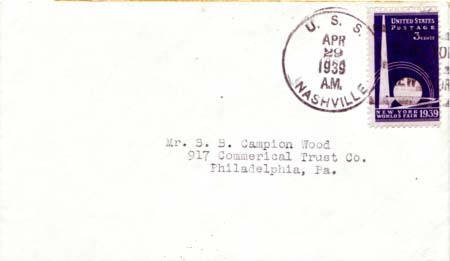 U. S. S.
APR
29
1939
A.M.
NASHVILLE
UNITED STATES
POSTAGE
3 CENTS
NEW YORK
WORLD'S FAIR 1939
Mr. S. B. Campion Wood
917 Commerical Trust Co.
Philadelphia, Pa.